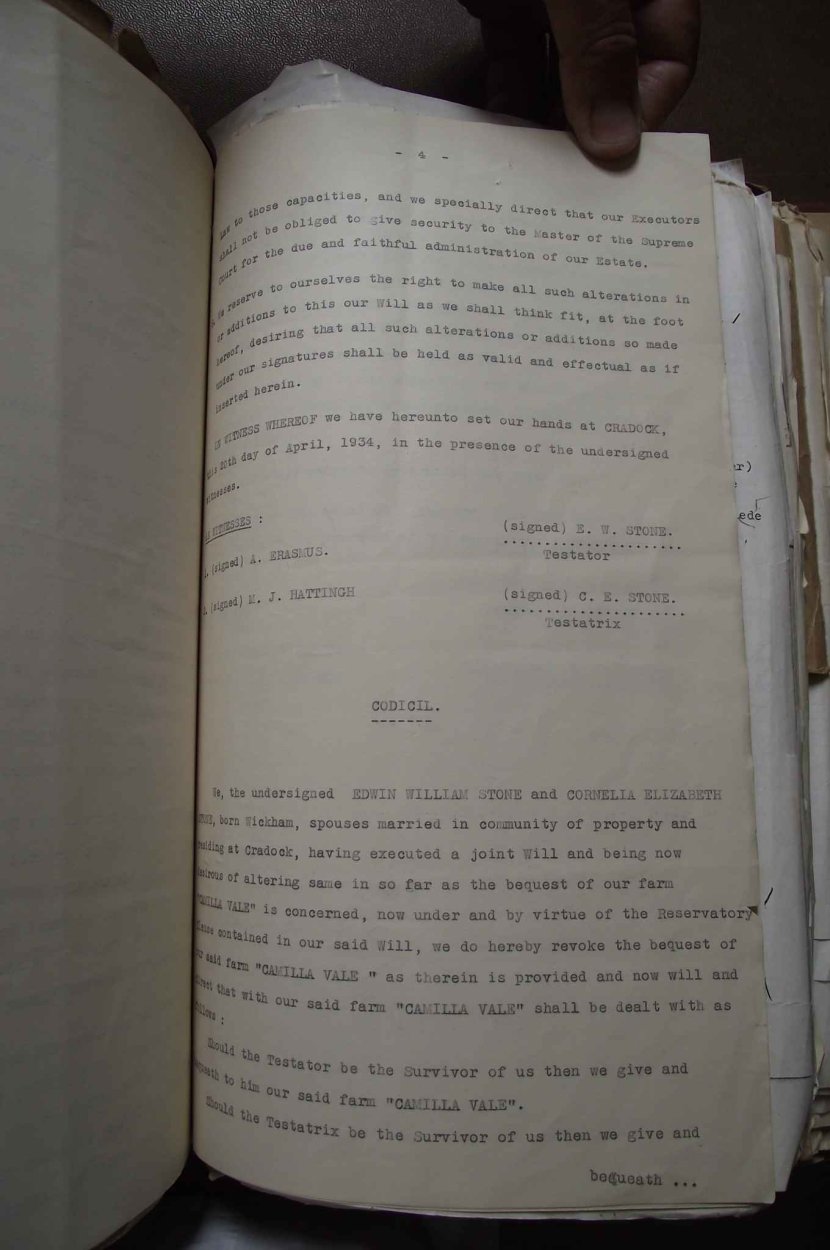 - 4 -
Law to those capacities, and we specially direct that our Executors
shall not be obliged to give security to the Master of the Supreme
Court for the due and faithful administration of our Estate.
We reserve to ourselves the right to make all such alterations in
or additions to this our Will as we shall think fit, at the foot
hereof, desiring that all such alterations or additions so made
under our signatures shall be held as valid and effectual as if
inserted herein.
IN WITNESS WHEREOF we have hereunto set our hands at CRADOCK,
this 20th day of April, 1934, in the presence of the undersigned
witnesses.
AS WITNESSES :
1. (signed) A. ERASMUS.
2. (signed) M. J. HATTINGH
(signed) E. W. STONE.
Testator
(signed) C. E. STONE.
Testatrix
CODICIL.
We, the undersigned EDWIN WILLIAM STONE and CORNELIA ELIZABETH
STONE, born Wickham, spouses married in community of property and
residing at Cradock, having executed a joint Will and being now
desirous of altering same in so far as the bequest of our farm
"CAMILLA VALE" is concerned, now under and by virtue of the Reservatory
Clause contained in our said Will, we do hereby revoke the bequest of
our said farm "CAMILLA VALE " as therein is provided and now will and
direct that with our said farm "CAMILLA VALE" shall be dealt with as
follows :
Should the Testator be the Survivor of us then we give and
bequeath to him our said farm "CAMILLA VALE".
Should the Testatrix be the Survivor of us then we give and
bequeath ...